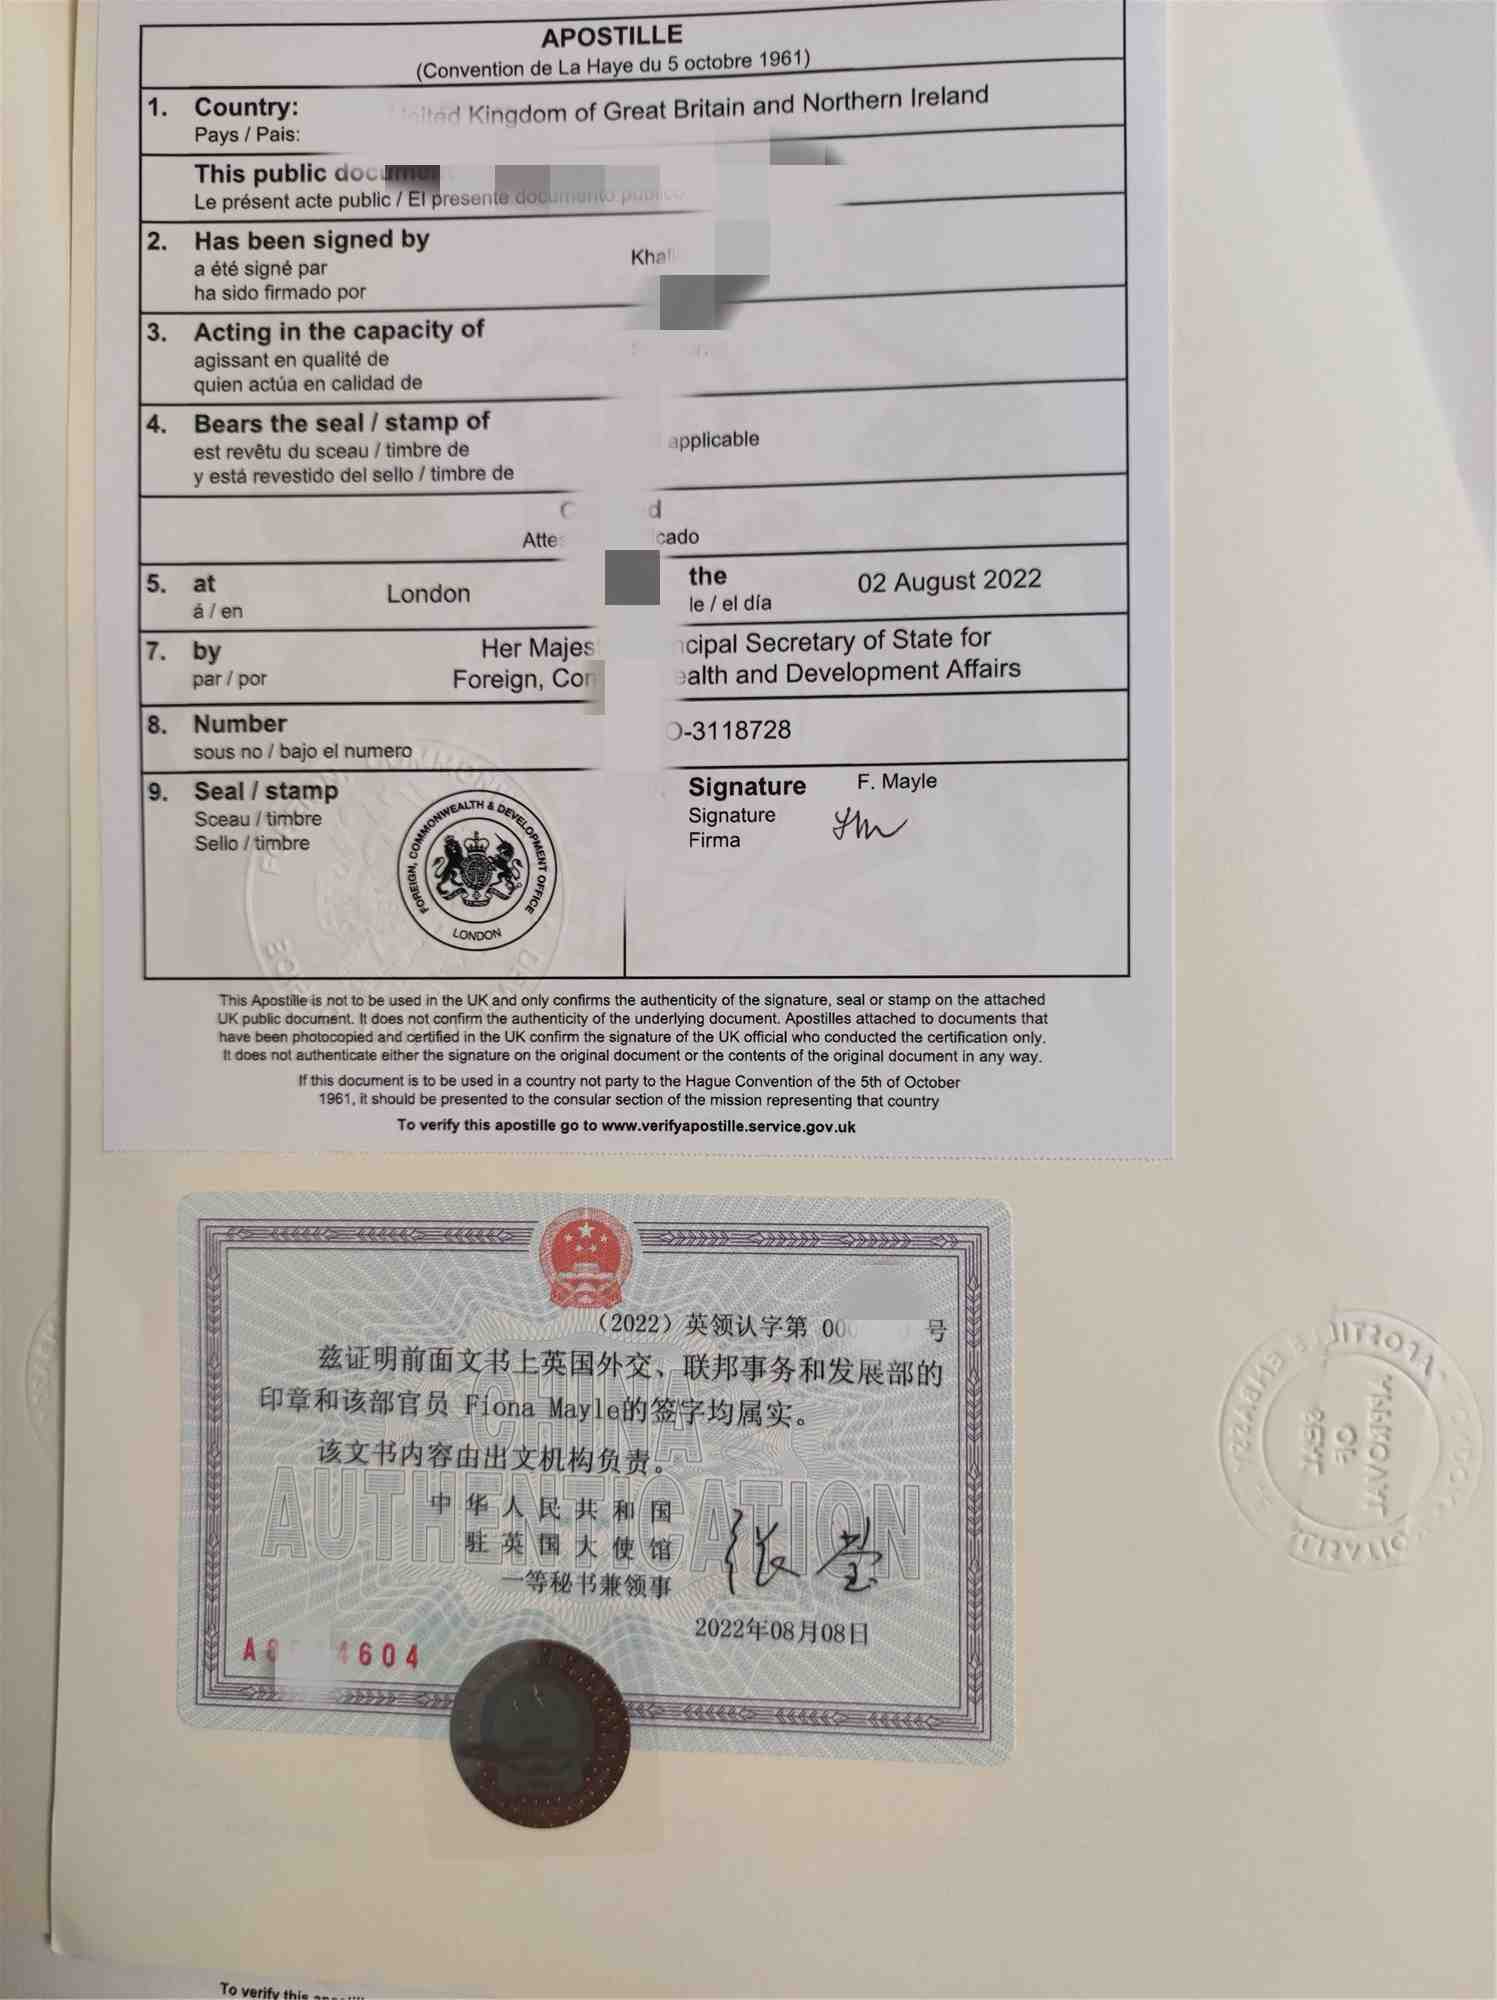 APOSTILLE
(Convention de La Haye du 5 octobre 1961)
1. Country: United Kingdom of Great Britain and Northern Ireland
Pays / Pais:
This public document
Le présent acte public / El presente documento público
2. Has been signed by
a été signé par
ha sido firmado por
3. Acting in the capacity of
agissant en qualité de
quien actúa en calidad de
4. Bears the seal / stamp of
est revêtu du sceau / timbre de applicable
y está revestido del sello / timbre de
5. at London the 02 August 2022
á / en le / el día
7. by Her
par / por Secretary of State for
Foreign, and Development Affairs
8. Number -3118728
sous no / bajo el numero
9. Seal / stamp
Sceau / timbre
Sello / timbre
FOREIGN, COMMONWEALTH & DEVELOPMENT OFFICE
LONDON
Signature F. Mayle
Signature
Firma
This Apostille is not to be used in the UK and only confirms the authenticity of the signature, seal or stamp on the attached
UK public document. It does not confirm the authenticity of the underlying document. Apostilles attached to documents that
have been photocopied and certified in the UK confirm the signature of the UK official who conducted the certification only.
It does not authenticate either the signature on the original document or the contents of the original document in any way.
If this document is to be used in a country not party to the Hague Convention of the 5th of October
1961, it should be presented to the consular section of the mission representing that country
To verify this apostille go to www.verifyapostille.service.gov.uk
（2022）英领认字第 00 号
兹证明前面文书上英国外交、联邦事务和发展部的
印章和该部官员 Fiona Mayle的签字均属实。
该文书内容由出文机构负责。
CHINA
AUTHENTICATION
中华人民共和国
驻英国大使馆
一等秘书兼领事
2022年08月08日
4604
SEAL
OF
APPROVAL
To verify this